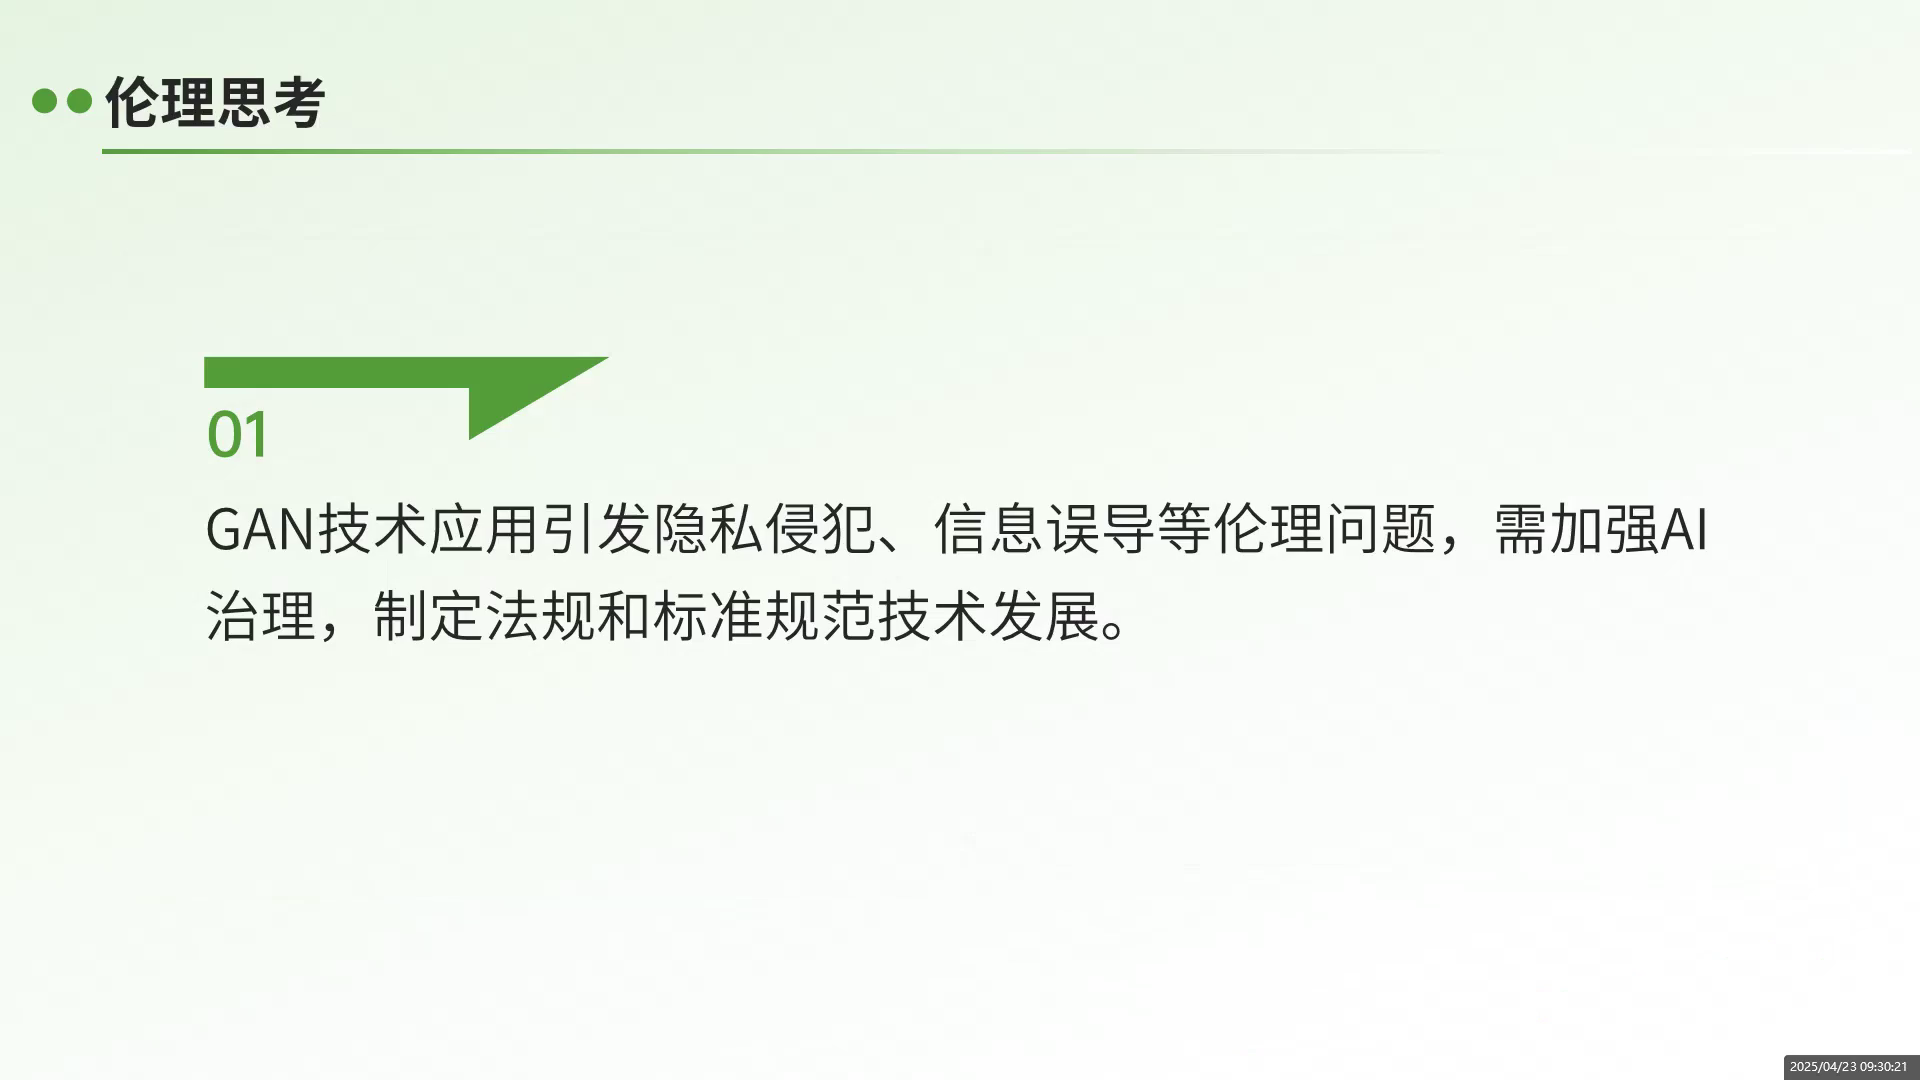 伦理思考
01
GAN技术应用引发隐私侵犯、信息误导等伦理问题，需加强AI
治理，制定法规和标准规范技术发展。
2025/04/23 09:30:21